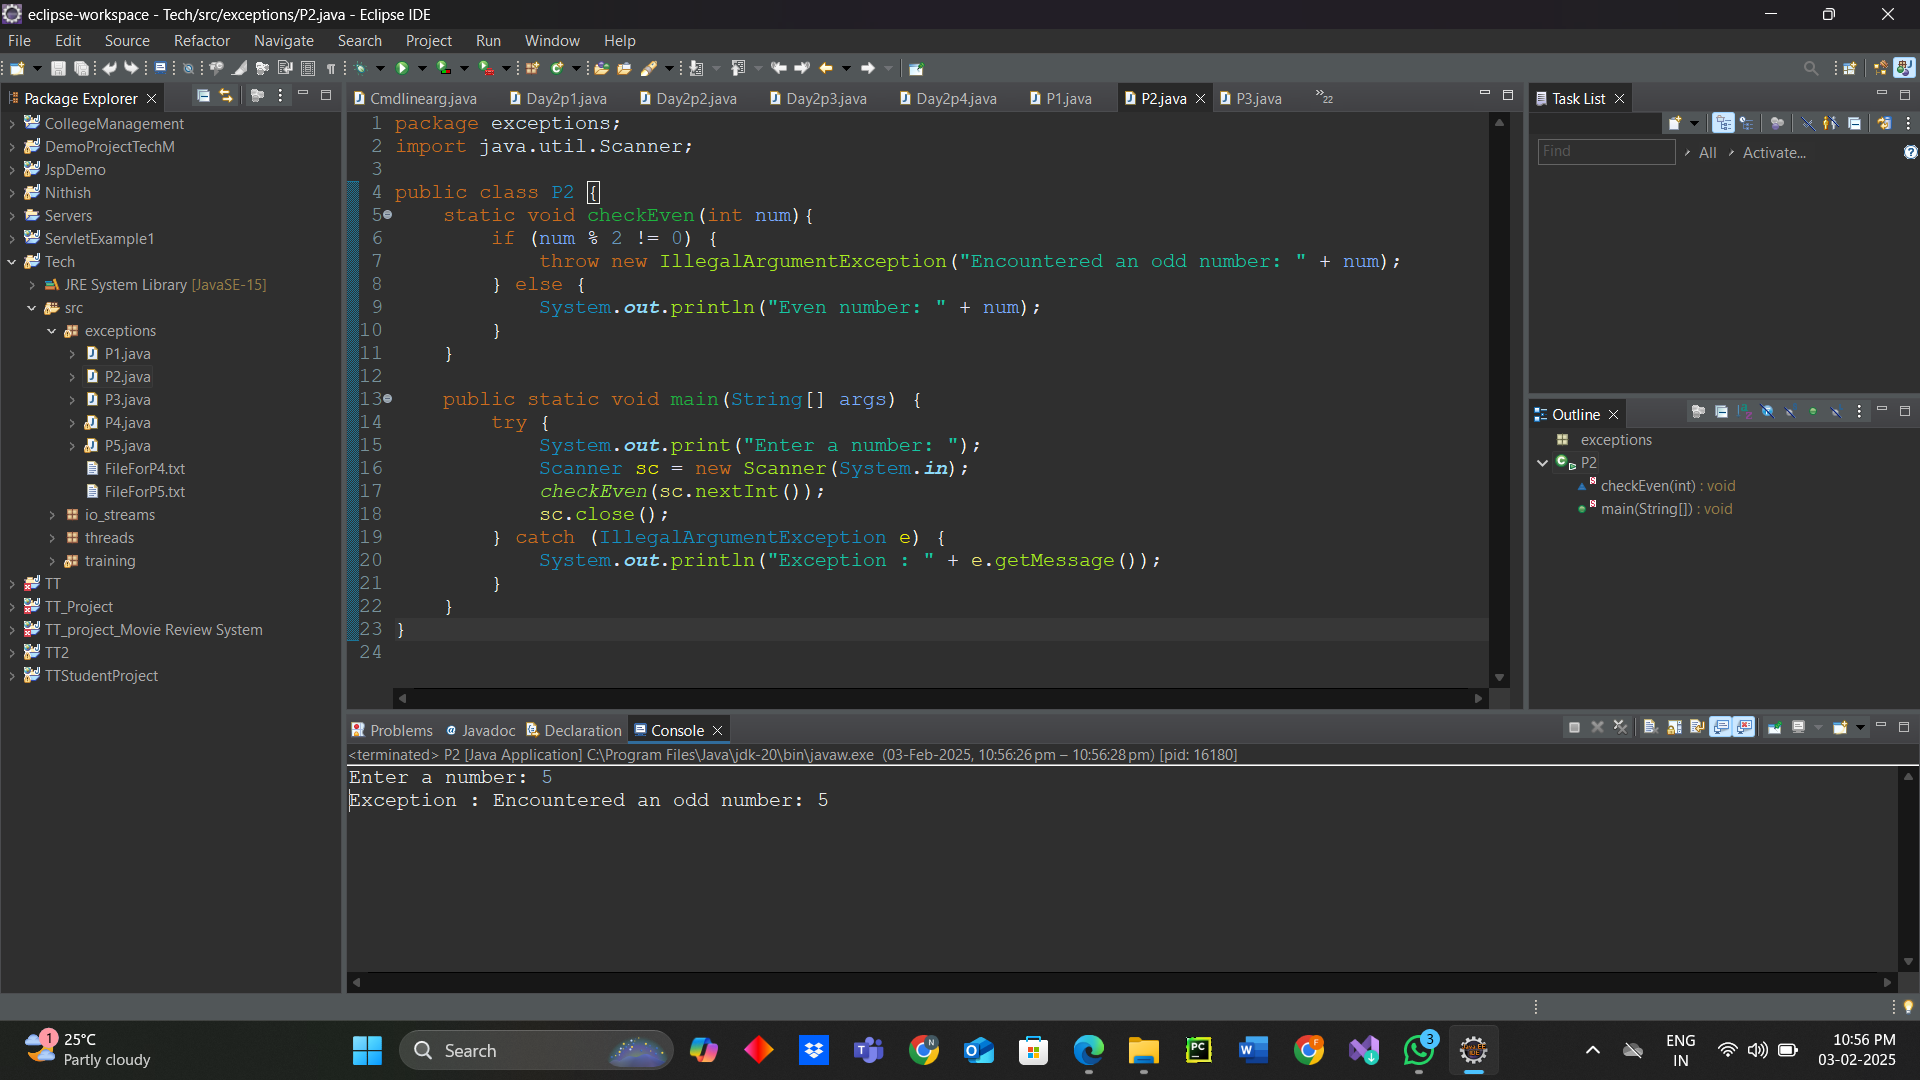 eclipse-workspace - Tech/src/exceptions/P2.java - Eclipse IDE
File Edit Source Refactor Navigate Search Project Run Window Help
Package Explorer
CollegeManagement
DemoProjectTechM
JspDemo
Nithish
Servers
ServletExample1
Tech
JRE System Library [JavaSE-15]
src
exceptions
P1.java
P2.java
P3.java
P4.java
P5.java
FileForP4.txt
FileForP5.txt
io_streams
threads
training
TT
TT_Project
TT_project_Movie Review System
TT2
TTStudentProject
Cmdlinearg.java Day2p1.java Day2p2.java Day2p3.java Day2p4.java P1.java P2.java P3.java »22
1 package exceptions;
2 import java.util.Scanner;
3
4 public class P2 {
5 static void checkEven(int num){
6 if (num % 2 != 0) {
7 throw new IllegalArgumentException("Encountered an odd number: " + num);
8 } else {
9 System.out.println("Even number: " + num);
10 }
11 }
12
13 public static void main(String[] args) {
14 try {
15 System.out.print("Enter a number: ");
16 Scanner sc = new Scanner(System.in);
17 checkEven(sc.nextInt());
18 sc.close();
19 } catch (IllegalArgumentException e) {
20 System.out.println("Exception : " + e.getMessage());
21 }
22 }
23 }
24
Task List
Find All Activate...
Outline
exceptions
P2
checkEven(int) : void
main(String[]) : void
Problems Javadoc Declaration Console
<terminated> P2 [Java Application] C:\Program Files\Java\jdk-20\bin\javaw.exe (03-Feb-2025, 10:56:26 pm – 10:56:28 pm) [pid: 16180]
Enter a number: 5
Exception : Encountered an odd number: 5
1
25°C
Partly cloudy
Search
3
ENG
IN
10:56 PM
03-02-2025